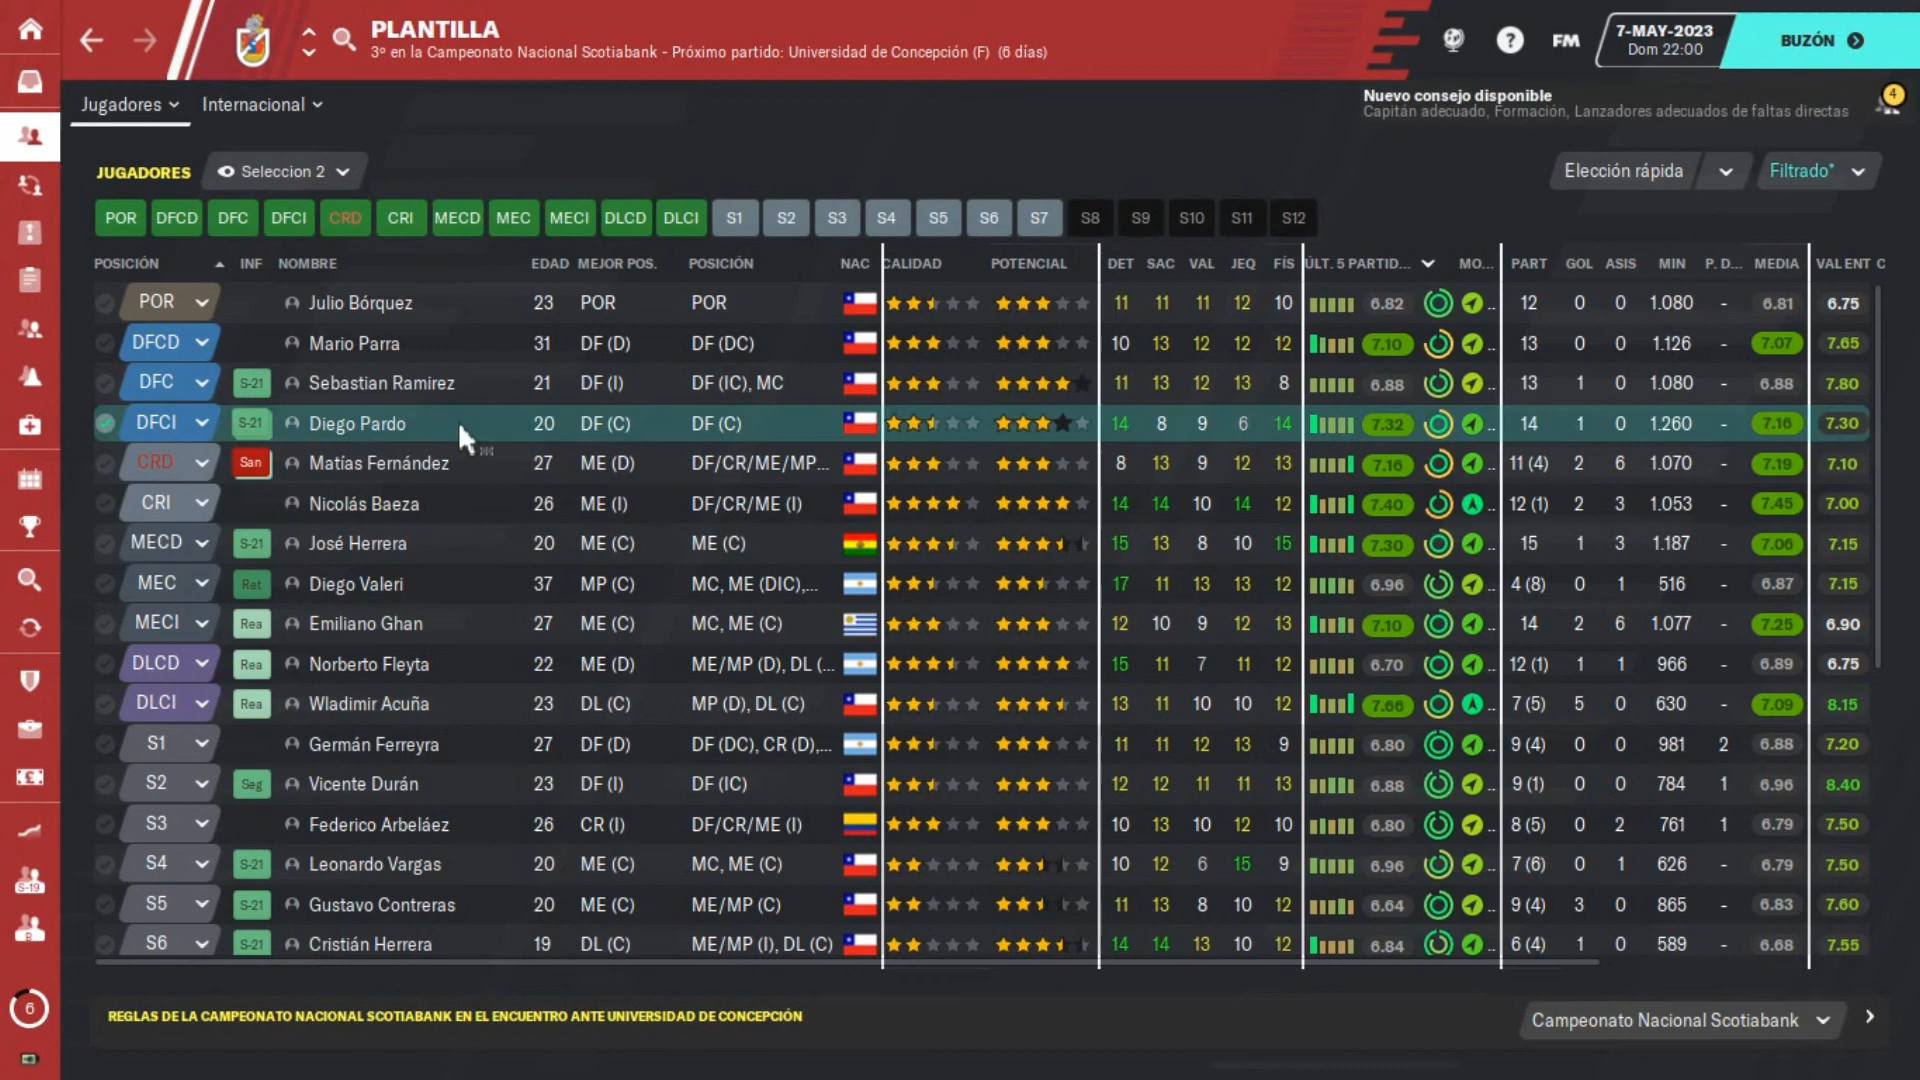 PLANTILLA
3º en la Campeonato Nacional Scotiabank - Próximo partido: Universidad de Concepción (F) (6 días)
FM
7-MAY-2023
Dom 22:00
BUZÓN
Jugadores Internacional
Nuevo consejo disponible
Capitán adecuado, Formación, Lanzadores adecuados de faltas directas
4
JUGADORES Seleccion 2 Elección rápida Filtrado*
POR DFCD DFC DFCI CRD CRI MECD MEC MECI DLCD DLCI S1 S2 S3 S4 S5 S6 S7 S8 S9 S10 S11 S12
POSICIÓN INF NOMBRE EDAD MEJOR POS. POSICIÓN NAC CALIDAD POTENCIAL DET SAC VAL JEQ FÍS ÚLT. 5 PARTID... MO... PART GOL ASIS MIN P. D... MEDIA VAL ENT C
POR Julio Bórquez 23 POR POR 11 11 11 12 10 6.82 .. 12 0 0 1.080 - 6.81 6.75
DFCD Mario Parra 31 DF (D) DF (DC) 10 13 12 12 12 7.10 .. 13 0 0 1.126 - 7.07 7.65
DFC S-21 Sebastian Ramirez 21 DF (I) DF (IC), MC 11 13 12 13 8 6.88 .. 13 1 0 1.080 - 6.88 7.80
DFCI S-21 Diego Pardo 20 DF (C) DF (C) 14 8 9 6 14 7.32 .. 14 1 0 1.260 - 7.16 7.30
CRD San Matías Fernández 27 ME (D) DF/CR/ME/MP... 8 13 9 12 13 7.16 .. 11 (4) 2 6 1.070 - 7.19 7.10
CRI Nicolás Baeza 26 ME (I) DF/CR/ME (I) 14 14 10 14 12 7.40 .. 12 (1) 2 3 1.053 - 7.45 7.00
MECD S-21 José Herrera 20 ME (C) ME (C) 15 13 8 10 15 7.30 .. 15 1 3 1.187 - 7.06 7.15
MEC Ret Diego Valeri 37 MP (C) MC, ME (DIC),... 17 11 13 13 12 6.96 .. 4 (8) 0 1 516 - 6.87 7.15
MECI Rea Emiliano Ghan 27 ME (C) MC, ME (C) 12 10 9 12 13 7.10 .. 14 2 6 1.077 - 7.25 6.90
DLCD Rea Norberto Fleyta 22 ME (D) ME/MP (D), DL (... 15 11 7 11 12 6.70 .. 12 (1) 1 1 966 - 6.89 6.75
DLCI Rea Wladimir Acuña 23 DL (C) MP (D), DL (C) 13 11 10 10 12 7.66 .. 7 (5) 5 0 630 - 7.09 8.15
S1 Germán Ferreyra 27 DF (D) DF (DC), CR (D),... 11 11 12 13 9 6.80 .. 9 (4) 0 0 981 2 6.88 7.20
S2 Seg Vicente Durán 23 DF (I) DF (IC) 12 12 11 11 13 6.88 .. 9 (1) 0 0 784 1 6.96 8.40
S3 Federico Arbeláez 26 CR (I) DF/CR/ME (I) 10 13 10 12 10 6.80 .. 8 (5) 0 2 761 1 6.79 7.50
S4 S-21 Leonardo Vargas 20 ME (C) MC, ME (C) 10 12 6 15 9 6.96 .. 7 (6) 0 1 626 - 6.79 7.50
S5 S-21 Gustavo Contreras 20 ME (C) ME/MP (C) 11 13 8 10 12 6.64 .. 9 (4) 3 0 865 - 6.83 7.60
S6 S-21 Cristián Herrera 19 DL (C) ME/MP (I), DL (C) 14 14 13 10 12 6.84 .. 6 (4) 1 0 589 - 6.68 7.55
S-19
B
6
REGLAS DE LA CAMPEONATO NACIONAL SCOTIABANK EN EL ENCUENTRO ANTE UNIVERSIDAD DE CONCEPCIÓN
Campeonato Nacional Scotiabank